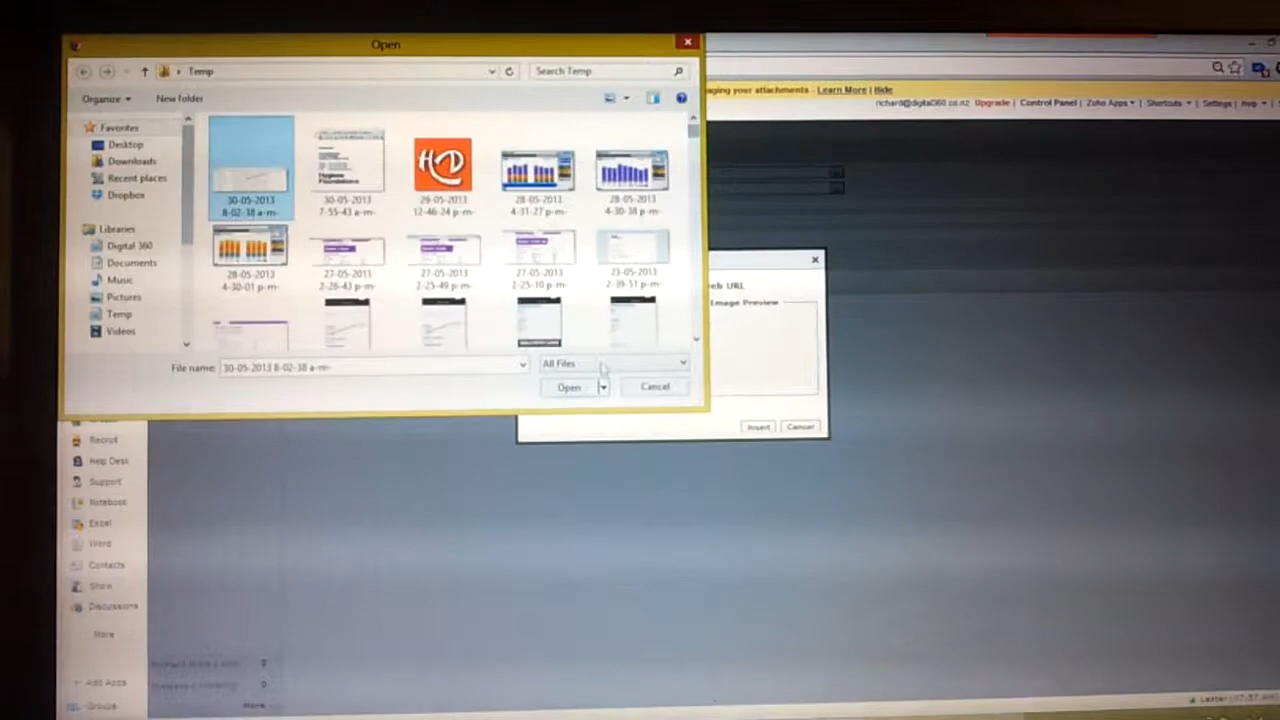 Open
Temp
Search Temp
aging your attachments - Learn More | Hide
richard@digital360.co.nz Upgrade | Control Panel | Zoho Apps | Shortcuts | Settings | Help
Organize
New folder
Favorites
Desktop
Downloads
Recent places
Dropbox
Libraries
Digital 360
Documents
Music
Pictures
Temp
Videos
HD
Hygiene
Foundations
30-05-2013
8-02-38 a-m-
30-05-2013
7-55-43 a-m-
29-05-2013
12-46-24 p-m-
28-05-2013
4-31-27 p-m-
28-05-2013
4-30-38 p-m-
28-05-2013
4-30-01 p-m-
27-05-2013
2-26-43 p-m-
27-05-2013
2-25-49 p-m-
27-05-2013
2-25-10 p-m-
23-05-2013
2-39-51 p-m-
File name: 30-05-2013 8-02-38 a-m-
All Files
Open
Cancel
eb URL
Image Preview
Insert
Cancel
Recruit
Help Desk
Support
Notebook
Excel
Word
Contacts
Show
Discussions
More
Add Apps
Groups
More